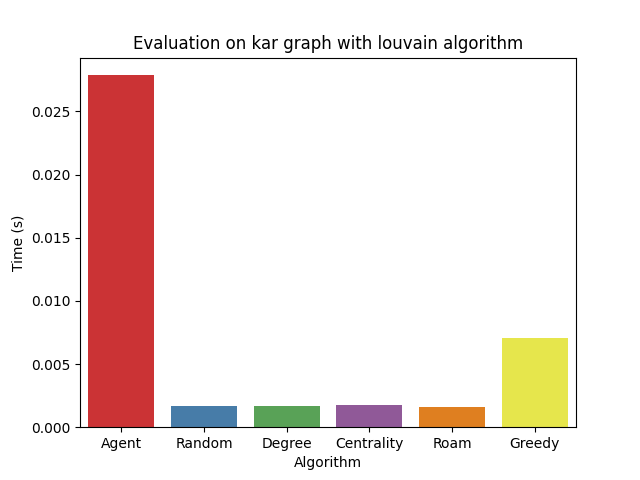 Evaluation on kar graph with louvain algorithm
Time (s)
0.025
0.020
0.015
0.010
0.005
0.000
Agent Random Degree Centrality Roam Greedy
Algorithm